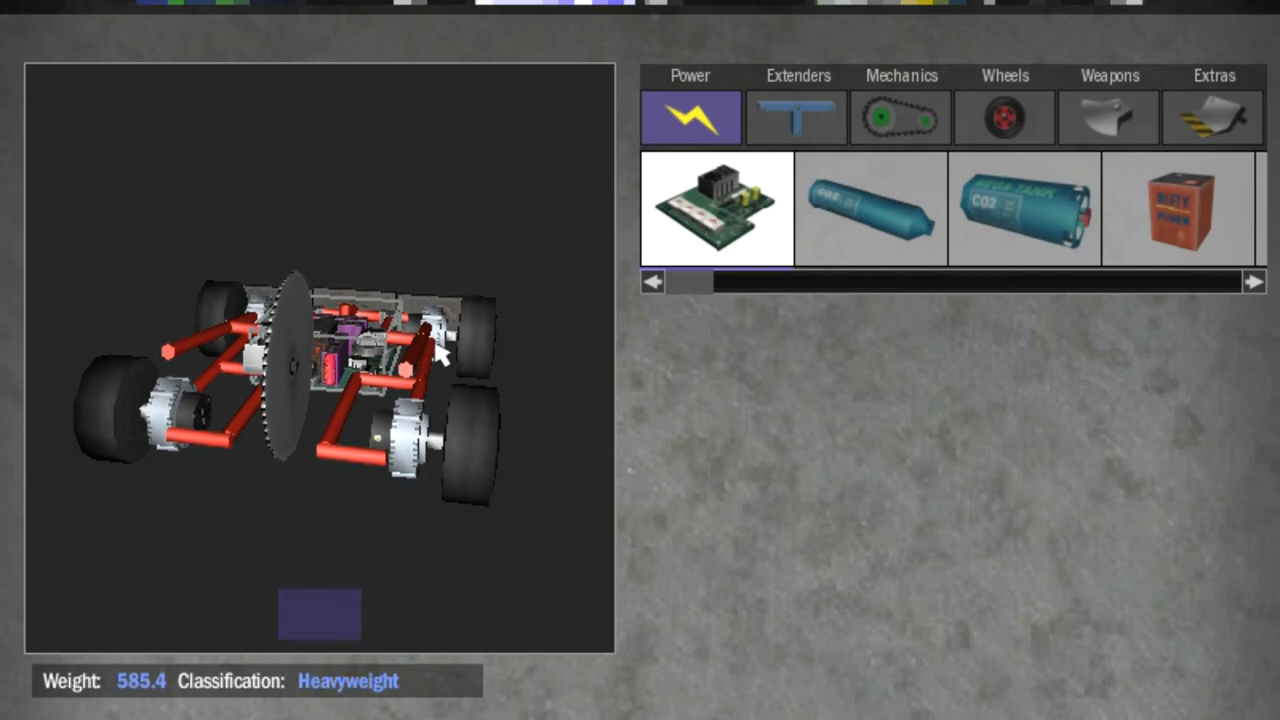 Power Extenders Mechanics Wheels Weapons Extras
CO2
Weight: 585.4 Classification: Heavyweight